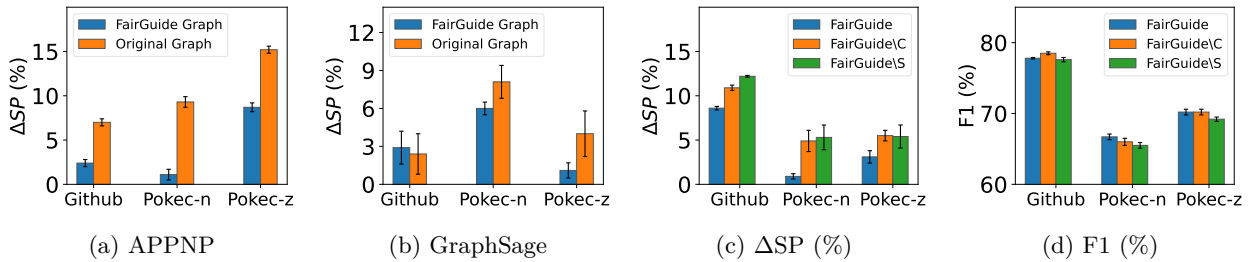 FairGuide Graph
Original Graph
ΔSP (%)
15
10
5
0
Github Pokec-n Pokec-z
(a) APPNP
FairGuide Graph
Original Graph
ΔSP (%)
12
9
6
3
0
Github Pokec-n Pokec-z
(b) GraphSage
FairGuide
FairGuide\C
FairGuide\S
ΔSP (%)
15
10
5
0
Github Pokec-n Pokec-z
(c) ΔSP (%)
FairGuide
FairGuide\C
FairGuide\S
F1 (%)
80
70
60
Github Pokec-n Pokec-z
(d) F1 (%)